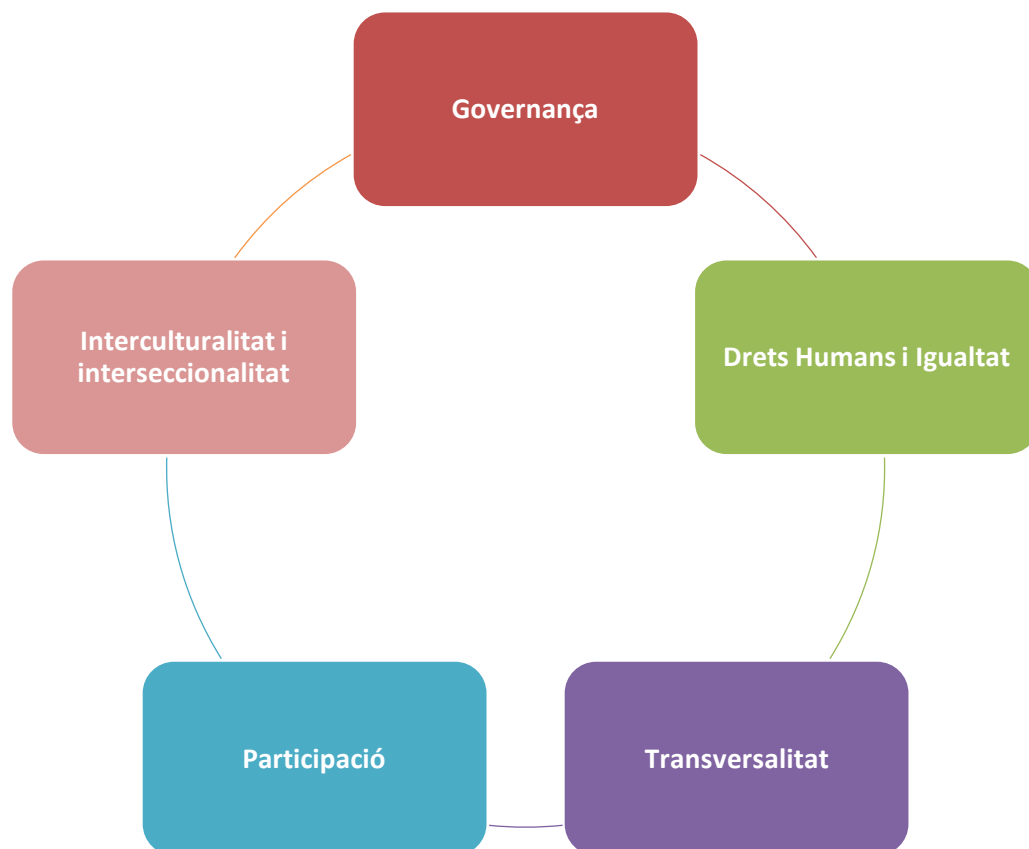 Governança
Interculturalitat i
interseccionalitat
Drets Humans i Igualtat
Participació
Transversalitat